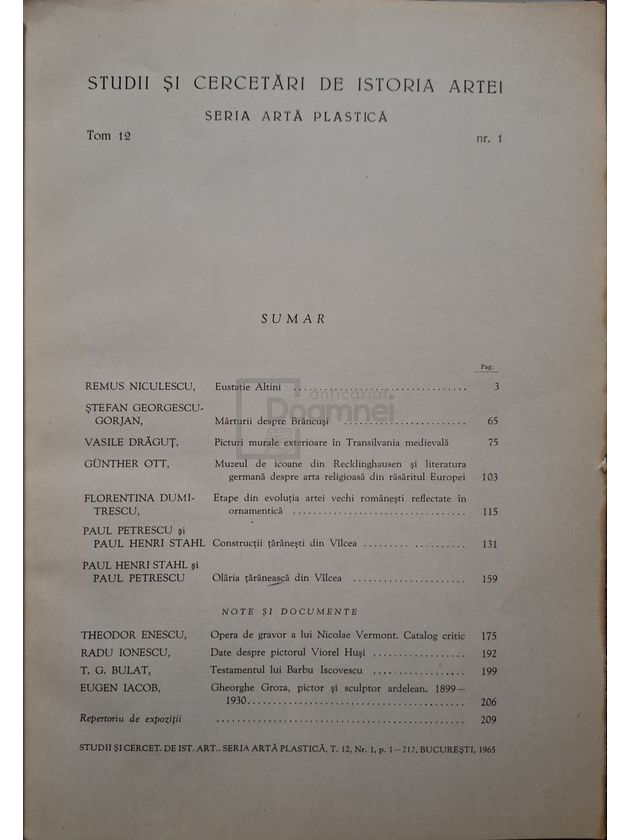 STUDII ȘI CERCETĂRI DE ISTORIA ARTEI
SERIA ARTĂ PLASTICĂ
Tom 12 nr. 1
SUMAR
Pag.
REMUS NICULESCU, Eustație Altini .................................. 3
ȘTEFAN GEORGESCU-
GORJAN, Mărturii despre Brâncuși ........................ 65
VASILE DRĂGUȚ, Picturi murale exterioare în Transilvania medievală 75
GÜNTHER OTT, Muzeul de icoane din Recklinghausen și literatura
germană despre arta religioasă din răsăritul Europei 103
FLORENTINA DUMI-
TRESCU, Etape din evoluția artei vechi românești reflectate în
ornamentică .................................. 115
PAUL PETRESCU și
PAUL HENRI STAHL Construcții țărănești din Vîlcea .................... 131
PAUL HENRI STAHL și
PAUL PETRESCU Olăria țărănească din Vîlcea ...................... 159
NOTE ȘI DOCUMENTE
THEODOR ENESCU, Opera de gravor a lui Nicolae Vermont. Catalog critic 175
RADU IONESCU, Date despre pictorul Viorel Huși .................. 192
T. G. BULAT, Testamentul lui Barbu Iscovescu .................. 199
EUGEN IACOB, Gheorghe Groza, pictor și sculptor ardelean. 1899—
1930.......................................... 206
Repertoriu de expoziții ................................................ 209
STUDII ȘI CERCET. DE IST. ART.. SERIA ARTĂ PLASTICĂ, T. 12, Nr. 1, p. 1—212, BUCUREȘTI, 1965
anticariat
Doamnei